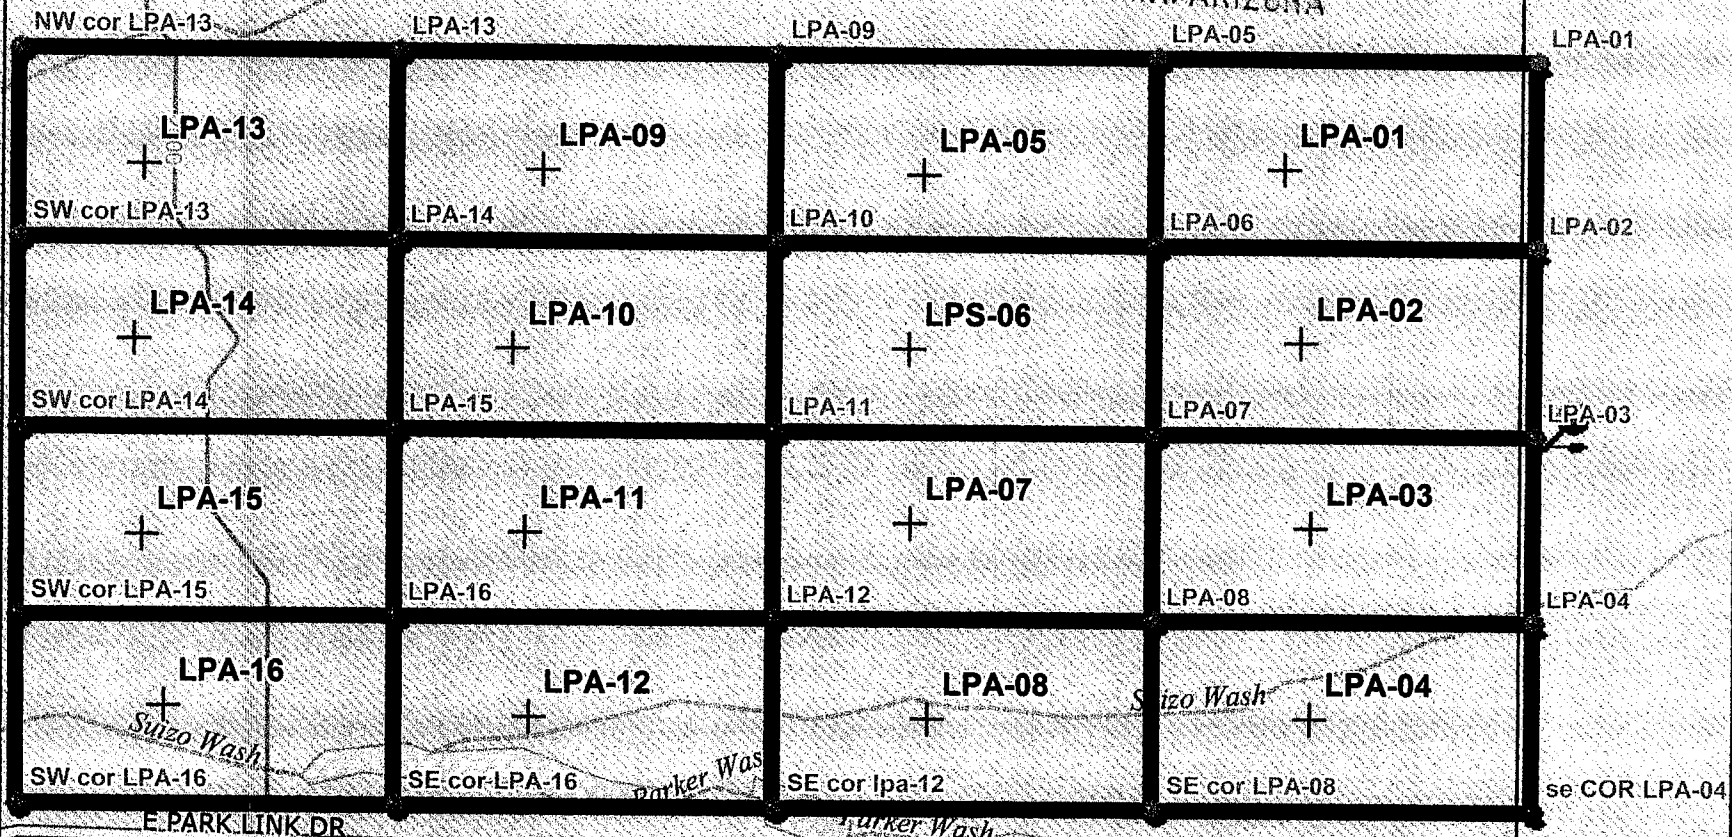 ARIZONA
NW cor LPA-13
LPA-13
LPA-09
LPA-05
LPA-01
LPA-13
LPA-09
LPA-05
LPA-01
SW cor LPA-13
LPA-14
LPA-10
LPA-06
LPA-02
LPA-14
LPA-10
LPS-06
LPA-02
SW cor LPA-14
LPA-15
LPA-11
LPA-07
LPA-03
LPA-15
LPA-11
LPA-07
LPA-03
SW cor LPA-15
LPA-16
LPA-12
LPA-08
LPA-04
LPA-16
LPA-12
LPA-08
LPA-04
Suizo Wash
Suizo Wash
SW cor LPA-16
SE cor LPA-16
Parker Was
SE cor lpa-12
SE cor LPA-08
se COR LPA-04
E PARK LINK DR
Parker Wash